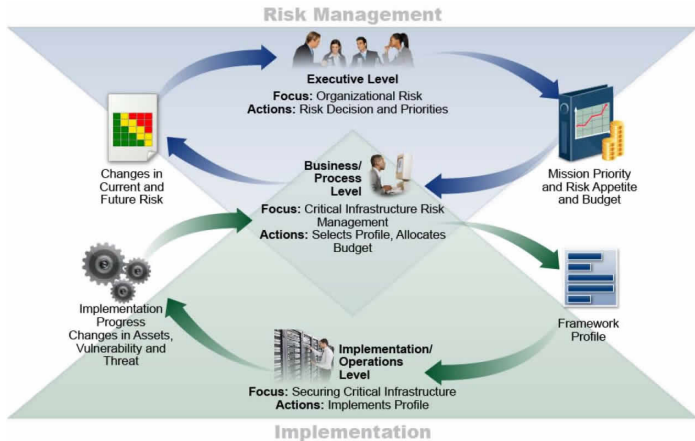 Risk Management
Executive Level
Focus: Organizational Risk
Actions: Risk Decision and Priorities
Changes in
Current and
Future Risk
Mission Priority
and Risk Appetite
and Budget
Business/
Process
Level
Focus: Critical Infrastructure Risk
Management
Actions: Selects Profile, Allocates
Budget
Implementation
Progress
Changes in Assets,
Vulnerability and
Threat
Framework
Profile
Implementation/
Operations
Level
Focus: Securing Critical Infrastructure
Actions: Implements Profile
Implementation